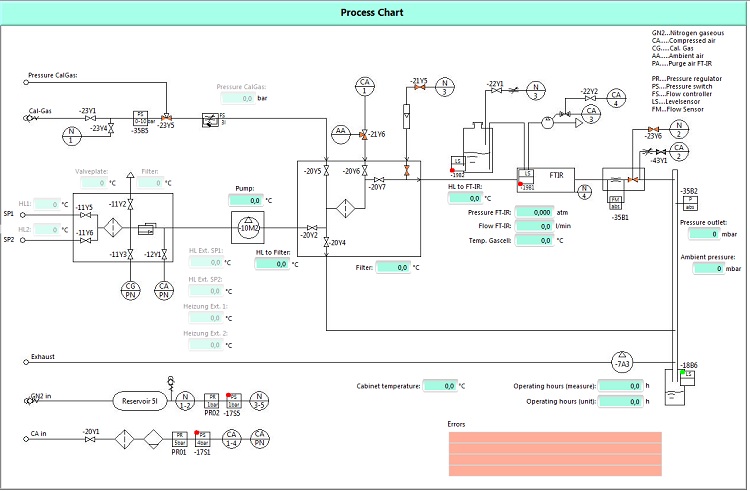 Process Chart
GN2...Nitrogen gaseous
CA.....Compressed air
CG.....Cal. Gas
AA.....Ambient air
PA.....Purge air FT-IR
PR....Pressure regulator
PS....Pressure switch
FS....Flow controller
LS....Levelsensor
FM...Flow Sensor
Pressure CalGas:
Pressure CalGas:
0,0 bar
Cal-Gas
-23Y1
-23Y4
N
1
PS
0-10 bar
-35B5
-23Y5
FS
3l
CA
1
AA
-21Y6
-21Y5
N
3
-22Y1
N
3
-22Y2
CA
4
CA
3
-23Y6
N
2
-43Y1
CA
2
LS
-1982
LS
-1981
FTIR
N
4
FM
abs
-35B1
-35B2
P
abs
Valveplate:
0 °C
Filter:
0 °C
HL1: 0 °C
HL2: 0 °C
SP1
SP2
-11Y5
-11Y6
-11Y2
-11Y3
-12Y1
CG
PN
CA
PN
Pump:
0,0 °C
-10M2
HL to Filter:
0,0 °C
-20Y5
-20Y6
-20Y7
-20Y2
-20Y4
Filter: 0,0 °C
HL to FT-IR:
0,0 °C
Pressure FT-IR: 0,000 atm
Flow FT-IR: 0,0 l/min
Temp. Gascell: 0,0 °C
Pressure outlet:
0 mbar
Ambient pressure:
0 mbar
HL Ext. SP1:
0,0 °C
HL Ext. SP2:
0,0 °C
Heizung Ext. 1:
0,0 °C
Heizung Ext. 2:
0,0 °C
Exhaust
-7A3
-18B6
LS
GN2 in
Reservoir 5l
N
1-2
PR
1bar
PR02
PS
1bar
-17S5
N
3-5
Cabinet temperature: 0,0 °C
Operating hours (measure): 0,0 h
Operating hours (unit): 0,0 h
CA in
-20Y1
PR
5bar
PR01
PS
4bar
-17S1
CA
1-4
CA
PN
Errors